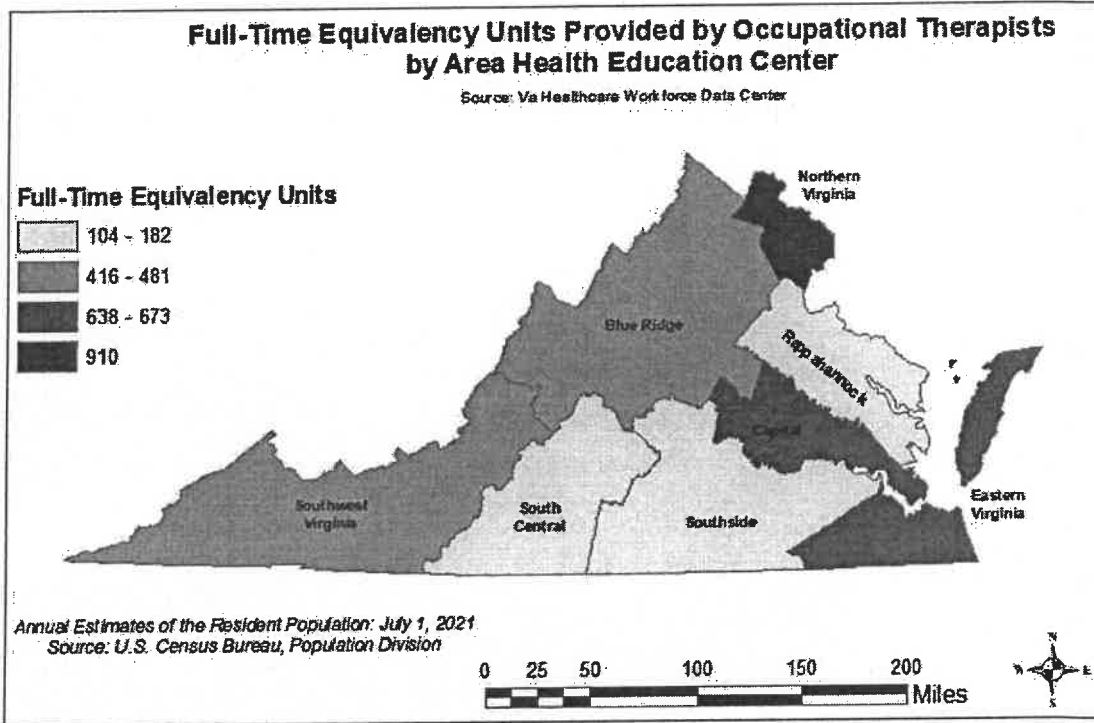 Full-Time Equivalency Units Provided by Occupational Therapists
by Area Health Education Center
Source: Va Healthcare Work force Data Center
Full-Time Equivalency Units
104 - 182
416 - 481
638 - 673
910
Northern
Virginia
Blue Ridge
Rappahannock
Capital
Eastern
Virginia
Southwest
Virginia
South
Central
Southside
Annual Estimates of the Resident Population: July 1, 2021
Source: U.S. Census Bureau, Population Division
0 25 50 100 150 200
Miles
N
W E
S